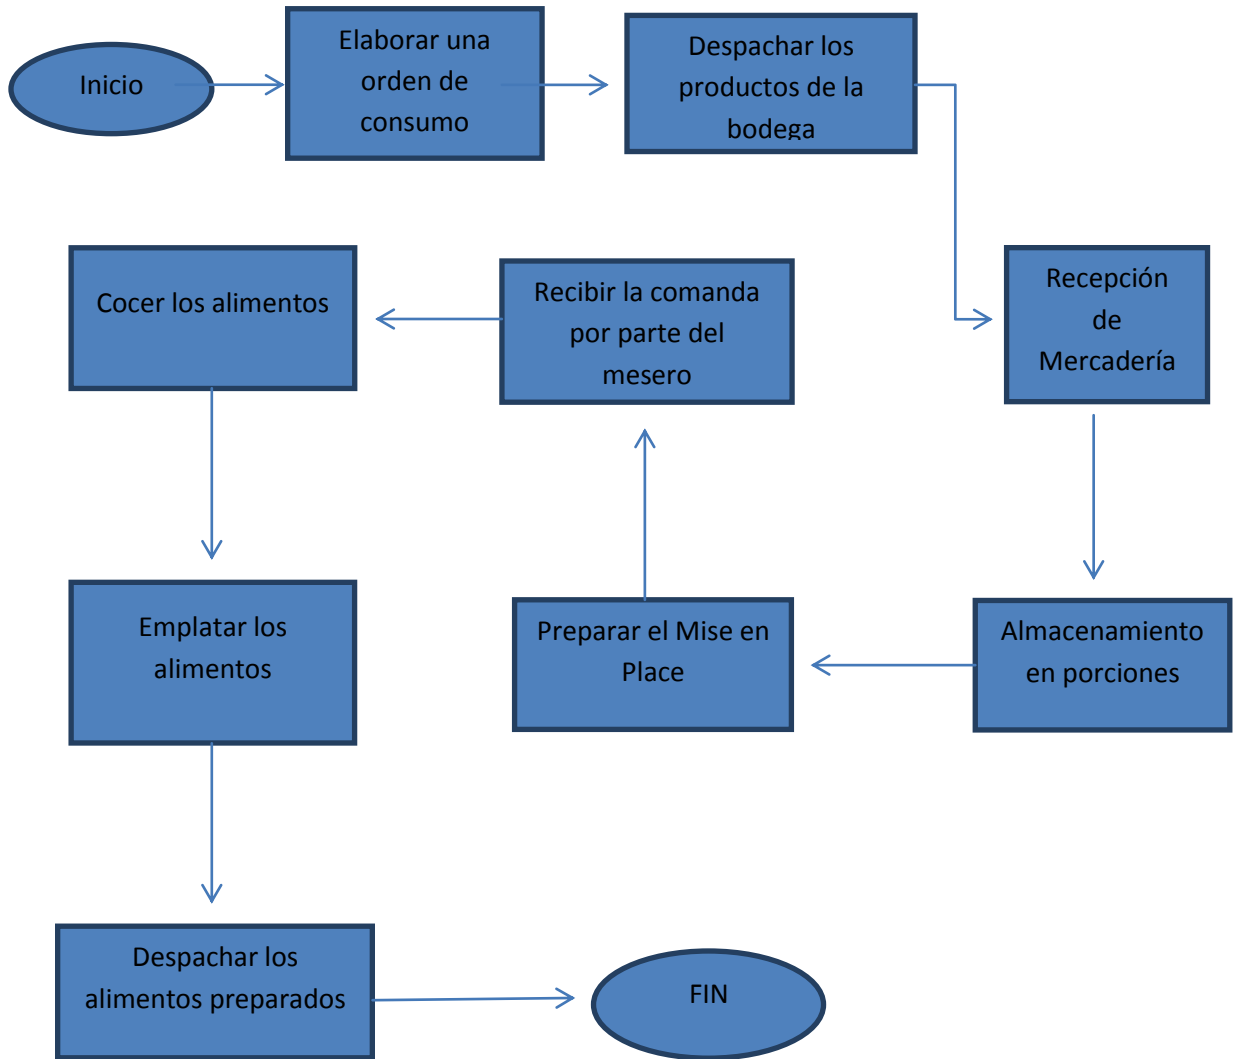 Inicio
Elaborar una
orden de
consumo
Despachar los
productos de la
bodega
Recepción
de
Mercadería
Almacenamiento
en porciones
Preparar el Mise en
Place
Recibir la comanda
por parte del
mesero
Cocer los alimentos
Emplatar los
alimentos
Despachar los
alimentos preparados
FIN